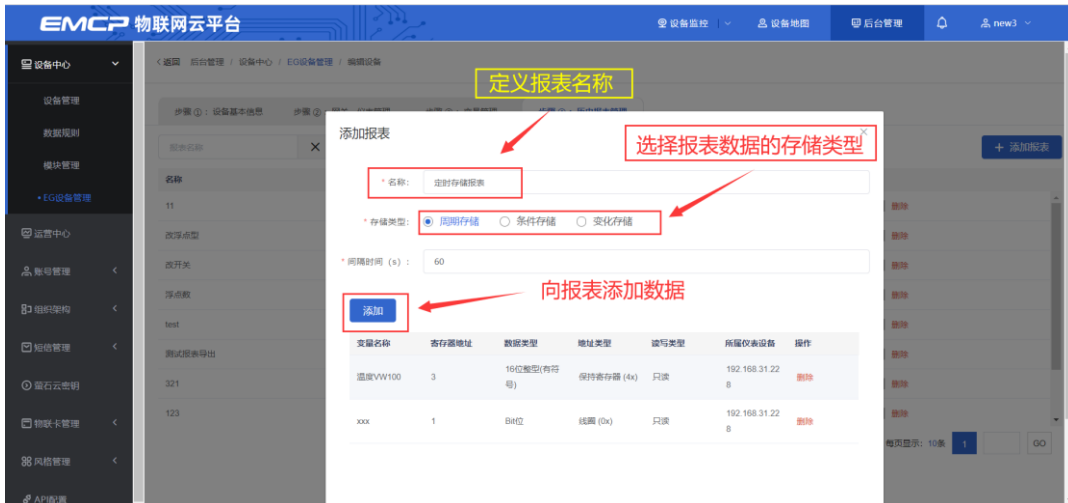 EMCP 物联网云平台
设备监控
设备地图
后台管理
new3
设备中心
设备管理
数据规则
模块管理
•EG设备管理
运营中心
账号管理
组织架构
短信管理
萤石云密钥
物联卡管理
风格管理
API配置
<返回 后台管理 / 设备中心 / EG设备管理 / 编辑设备
定义报表名称
步骤①：设备基本信息
报表名称
选择报表数据的存储类型
+ 添加报表
名称
11
改浮点型
改开关
浮点数
test
测试报表导出
321
123
删除
删除
删除
删除
删除
删除
删除
删除
每页显示: 10条 1 GO
添加报表
* 名称: 定时存储报表
* 存储类型: 周期存储 条件存储 变化存储
* 间隔时间（s）: 60
向报表添加数据
添加
变量名称 寄存器地址 数据类型 地址类型 读写类型 所属仪表设备 操作
温度VW100 3 16位整型(有符号) 保持寄存器 (4x) 只读 192.168.31.228 删除
xxx 1 Bit位 线圈 (0x) 只读 192.168.31.228 删除